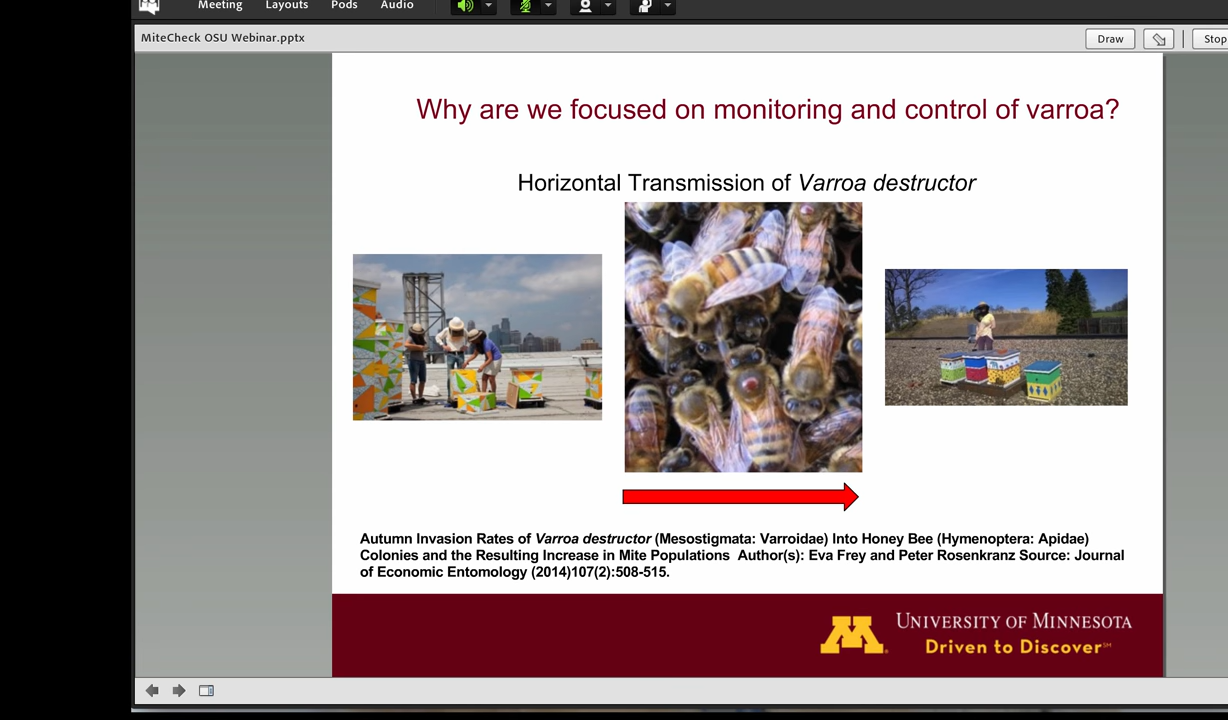 Meeting Layouts Pods Audio
MiteCheck OSU Webinar.pptx
Draw
Stop
Why are we focused on monitoring and control of varroa?
Horizontal Transmission of Varroa destructor
Autumn Invasion Rates of Varroa destructor (Mesostigmata: Varroidae) Into Honey Bee (Hymenoptera: Apidae)
Colonies and the Resulting Increase in Mite Populations Author(s): Eva Frey and Peter Rosenkranz Source: Journal
of Economic Entomology (2014)107(2):508-515.
M
UNIVERSITY OF MINNESOTA
Driven to Discover℠